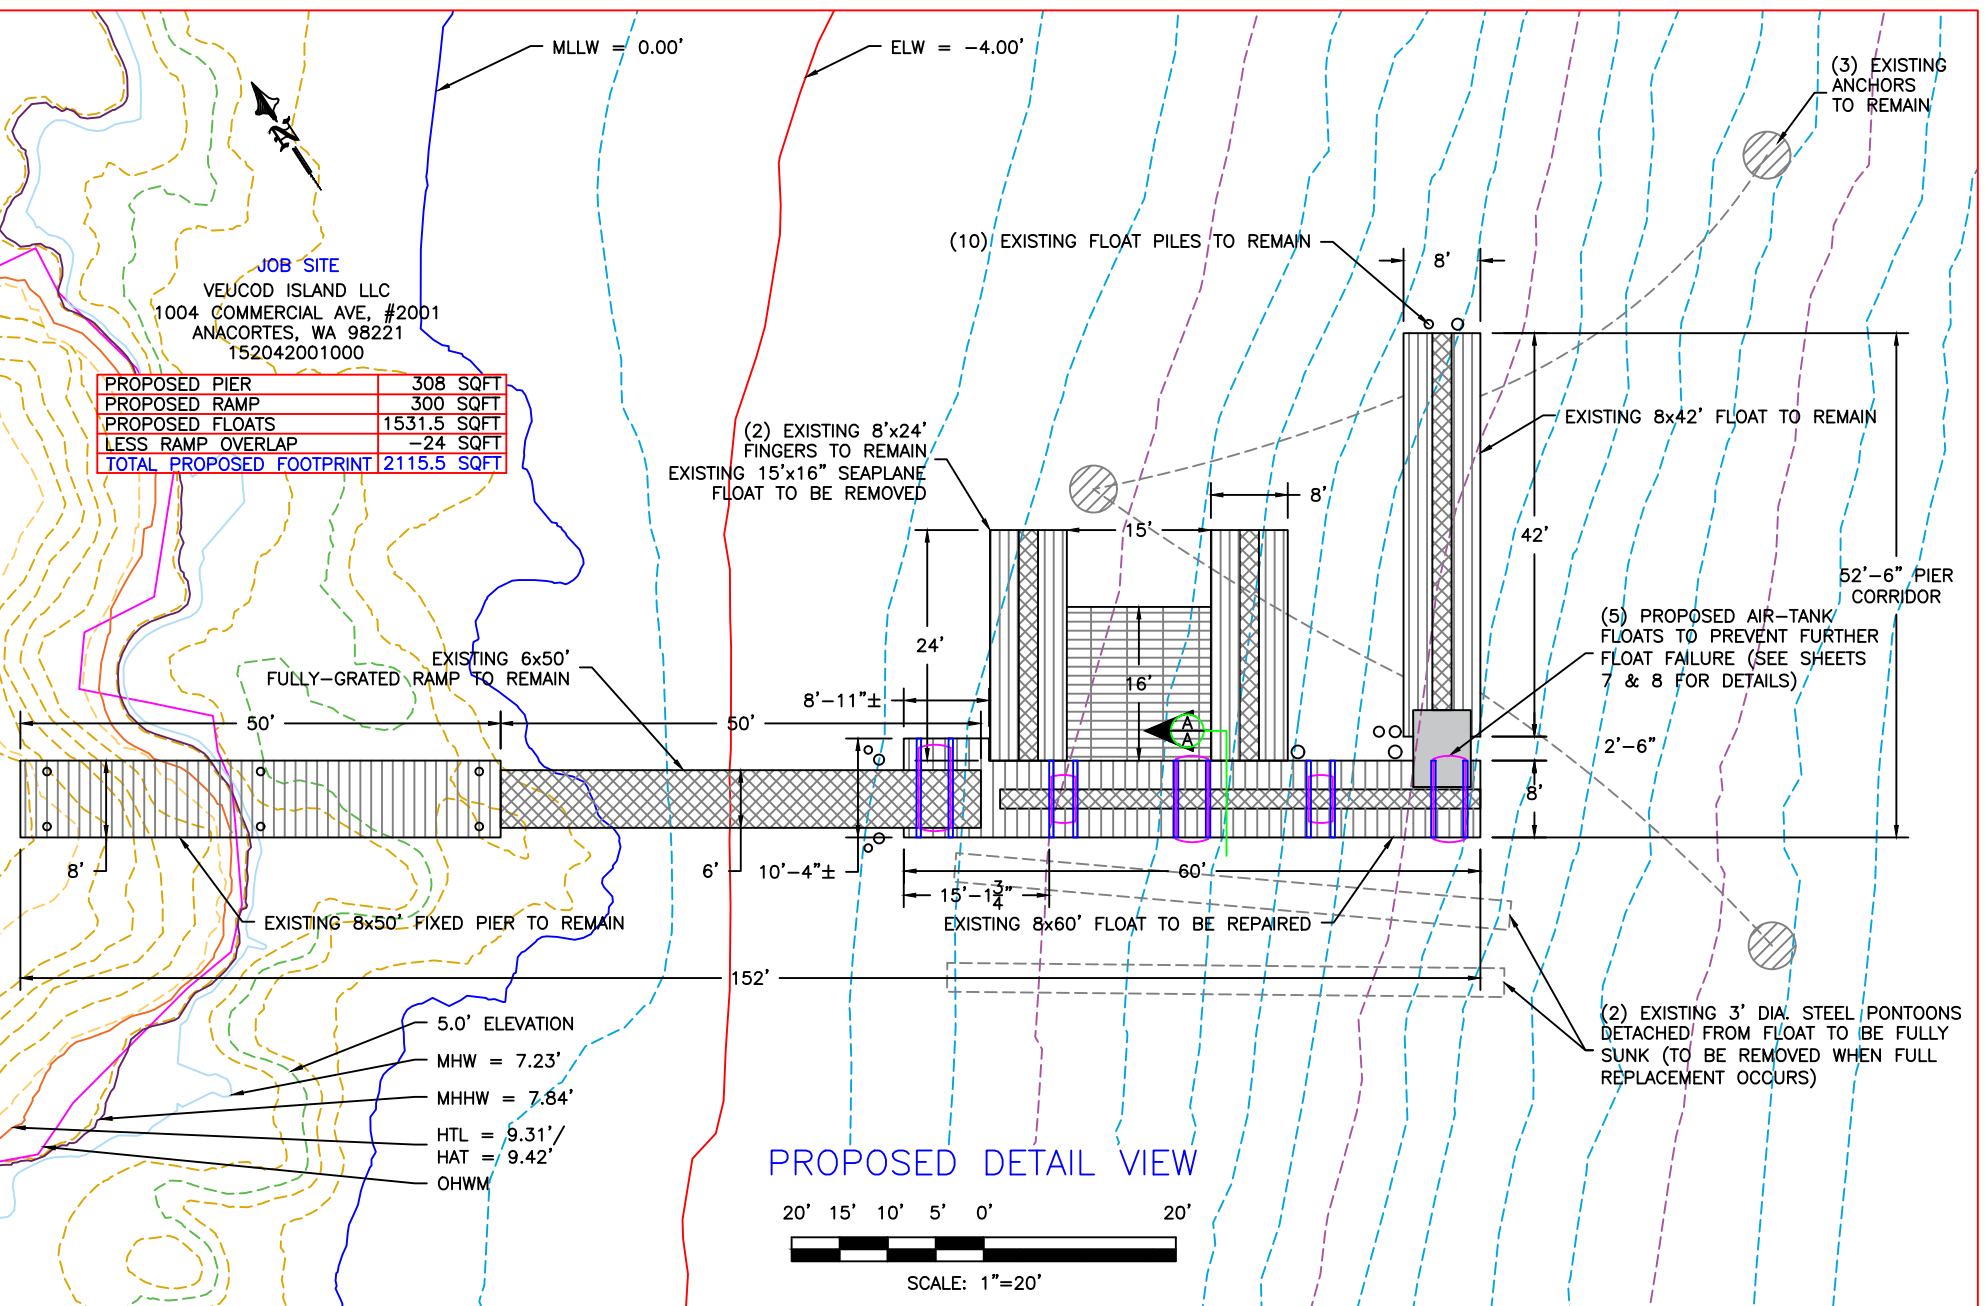 MLLW = 0.00'
ELW = -4.00'
(3) EXISTING
ANCHORS
TO REMAIN
N
(10) EXISTING FLOAT PILES TO REMAIN
8'
JOB SITE
VEUCOD ISLAND LLC
1004 COMMERCIAL AVE, #2001
ANACORTES, WA 98221
152042001000
PROPOSED PIER 308 SQFT
PROPOSED RAMP 300 SQFT
PROPOSED FLOATS 1531.5 SQFT
LESS RAMP OVERLAP -24 SQFT
TOTAL PROPOSED FOOTPRINT 2115.5 SQFT
(2) EXISTING 8'x24'
FINGERS TO REMAIN
EXISTING 15'x16" SEAPLANE
FLOAT TO BE REMOVED
EXISTING 8x42' FLOAT TO REMAIN
8'
15'
42'
52'-6" PIER
CORRIDOR
24'
16'
(5) PROPOSED AIR-TANK
FLOATS TO PREVENT FURTHER
FLOAT FAILURE (SEE SHEETS
7 & 8 FOR DETAILS)
EXISTING 6x50'
FULLY-GRATED RAMP TO REMAIN
8'-11"±
50'
50'
A
A
2'-6"
8'
8'
6'
10'-4"±
60'
15'-1 3/4"
EXISTING 8x50' FIXED PIER TO REMAIN
EXISTING 8x60' FLOAT TO BE REPAIRED
152'
5.0' ELEVATION
MHW = 7.23'
MHHW = 7.84'
HTL = 9.31'/
HAT = 9.42'
OHWM
(2) EXISTING 3' DIA. STEEL PONTOONS
DETACHED FROM FLOAT TO BE FULLY
SUNK (TO BE REMOVED WHEN FULL
REPLACEMENT OCCURS)
PROPOSED DETAIL VIEW
20' 15' 10' 5' 0' 20'
SCALE: 1"=20'